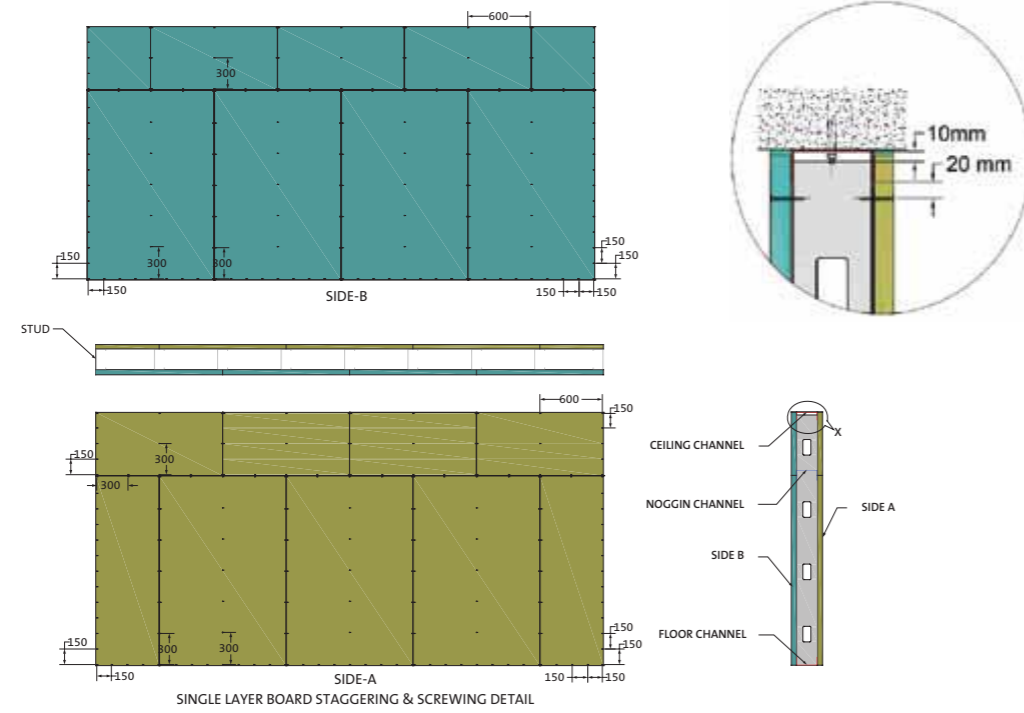 600
300
150
300
300
150
150
150
150
150
SIDE-B
10mm
20 mm
STUD
600
150
150
300
300
150
300
300
150
150
150
150
150
SIDE-A
SINGLE LAYER BOARD STAGGERING & SCREWING DETAIL
CEILING CHANNEL
X
NOGGIN CHANNEL
SIDE A
SIDE B
FLOOR CHANNEL